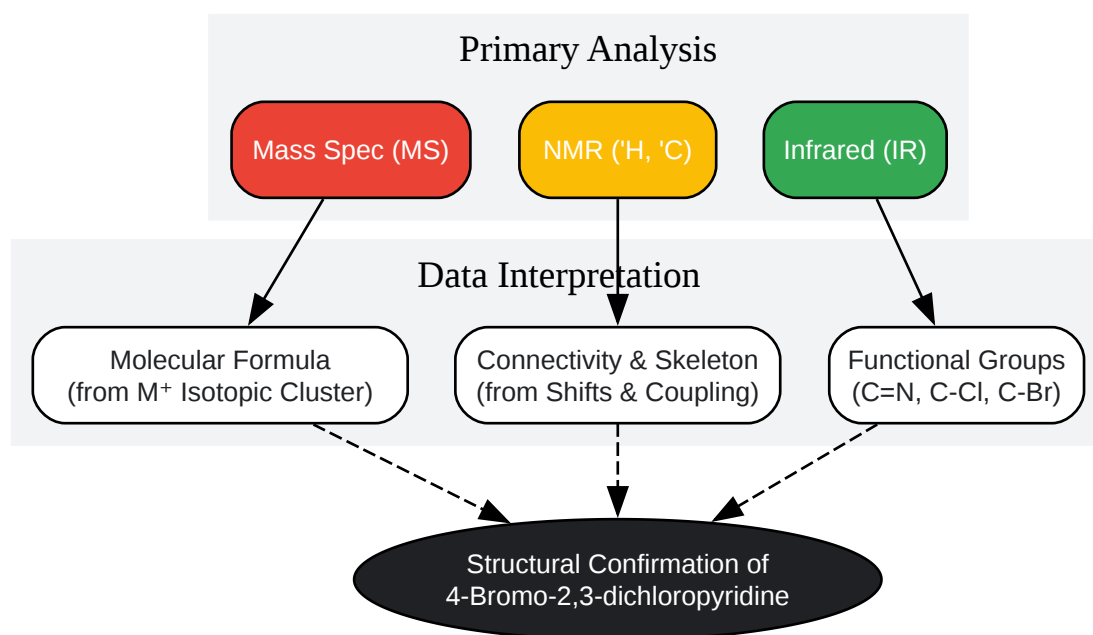 Primary Analysis
Mass Spec (MS)
NMR ('H, 'C)
Infrared (IR)
Data Interpretation
Molecular Formula
(from M⁺ Isotopic Cluster)
Connectivity & Skeleton
(from Shifts & Coupling)
Functional Groups
(C=N, C-Cl, C-Br)
Structural Confirmation of
4-Bromo-2,3-dichloropyridine